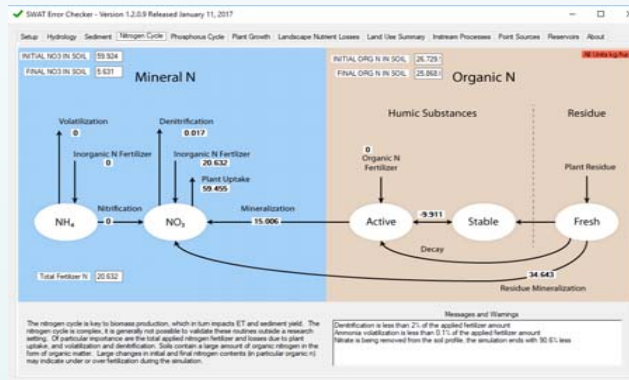 SWAT Error Checker - Version 1.2.0.9 Released January 11, 2017
Setup Hydrology Sediment Nitrogen Cycle Phosphorus Cycle Plant Growth Landscape Nutrient Losses Land Use Summary Instream Processes Point Sources Reservoirs About
INITIAL NO3 IN SOIL 59.924
FINAL NO3 IN SOIL 5.631
Mineral N
INITIAL ORG N IN SOIL 26.729.
FINAL ORG N IN SOIL 25.868.
Organic N
All Units kg/ha
Humic Substances
Residue
Volatilization
0
Denitrification
0.017
Inorganic N Fertilizer
0
Inorganic N Fertilizer
20.632
Plant Uptake
59.455
0
Organic N
Fertilizer
Plant Residue
NH₄
Nitrification
0
NO₃
Mineralization
15.006
Active
-9.911
Stable
Fresh
Decay
34.643
Residue Mineralization
Total Fertilizer N 20.632
The nitrogen cycle is key to biomass production, which in turn impacts ET and sediment yield. The
nitrogen cycle is complex, it is generally not possible to validate these routines outside a research
setting. Of particular importance are the total applied nitrogen fertilizer and losses due to plant
uptake, and volatilization and denitrification. Soils contain a large amount of organic nitrogen in the
form of organic matter. Large changes in initial and final nitrogen contents (in particular organic n)
may indicate under or over fertilization during the simulation.
Messages and Warnings
Denitrification is less than 2% of the applied fertilizer amount
Ammonia volatilization is less than 0.1% of the applied fertilizer amount
Nitrate is being removed from the soil profile, the simulation ends with 90.6% less